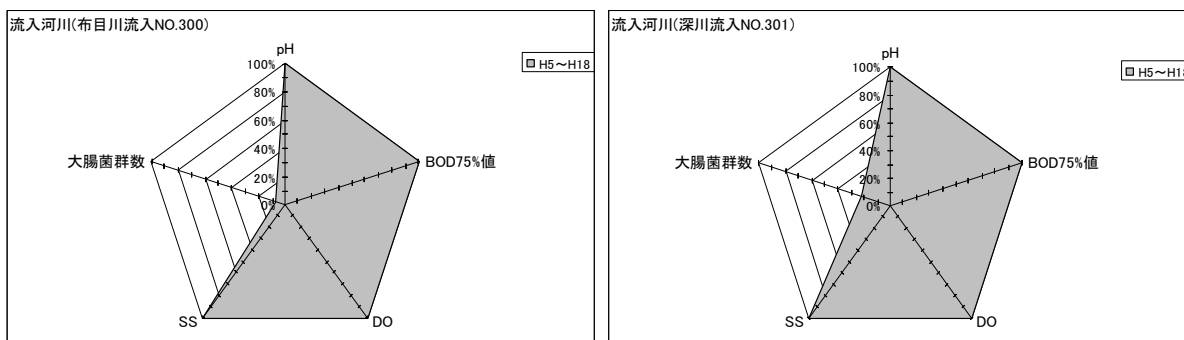 流入河川(布目川流入NO.300)
pH
100%
80%
60%
40%
20%
0%
H5～H18
大腸菌群数
BOD75%値
SS
DO
流入河川(深川流入NO.301)
pH
100%
80%
60%
40%
20%
0%
H5～H18
大腸菌群数
BOD75%値
SS
DO